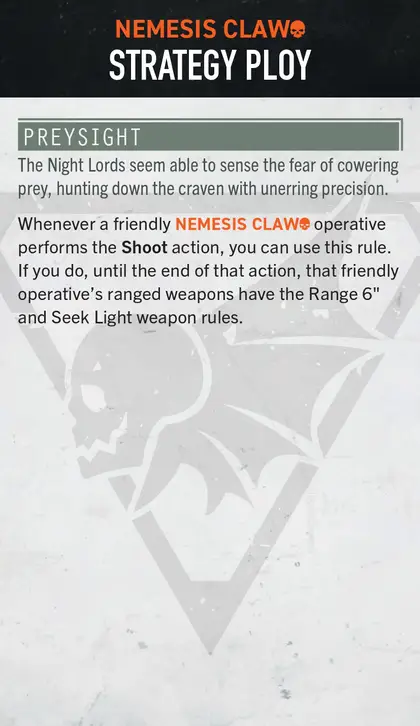 NEMESIS CLAW
STRATEGY PLOY
PREYSIGHT
The Night Lords seem able to sense the fear of cowering
prey, hunting down the craven with unerring precision.
Whenever a friendly NEMESIS CLAW operative
performs the Shoot action, you can use this rule.
If you do, until the end of that action, that friendly
operative's ranged weapons have the Range 6"
and Seek Light weapon rules.